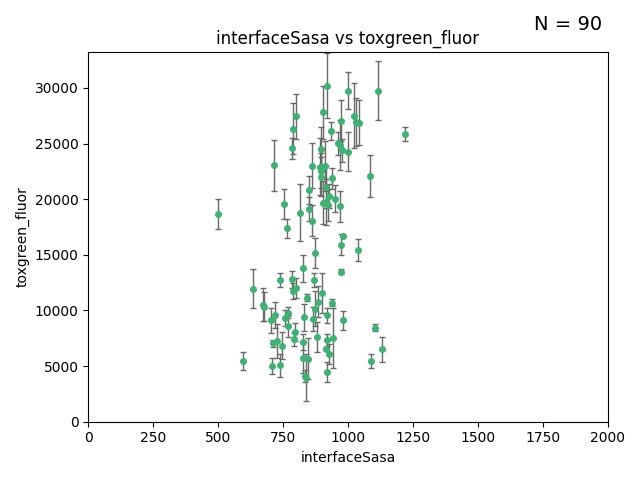 N = 90
interfaceSasa vs toxgreen_fluor
30000
25000
20000
15000
10000
5000
0
toxgreen_fluor
0 250 500 750 1000 1250 1500 1750 2000
interfaceSasa